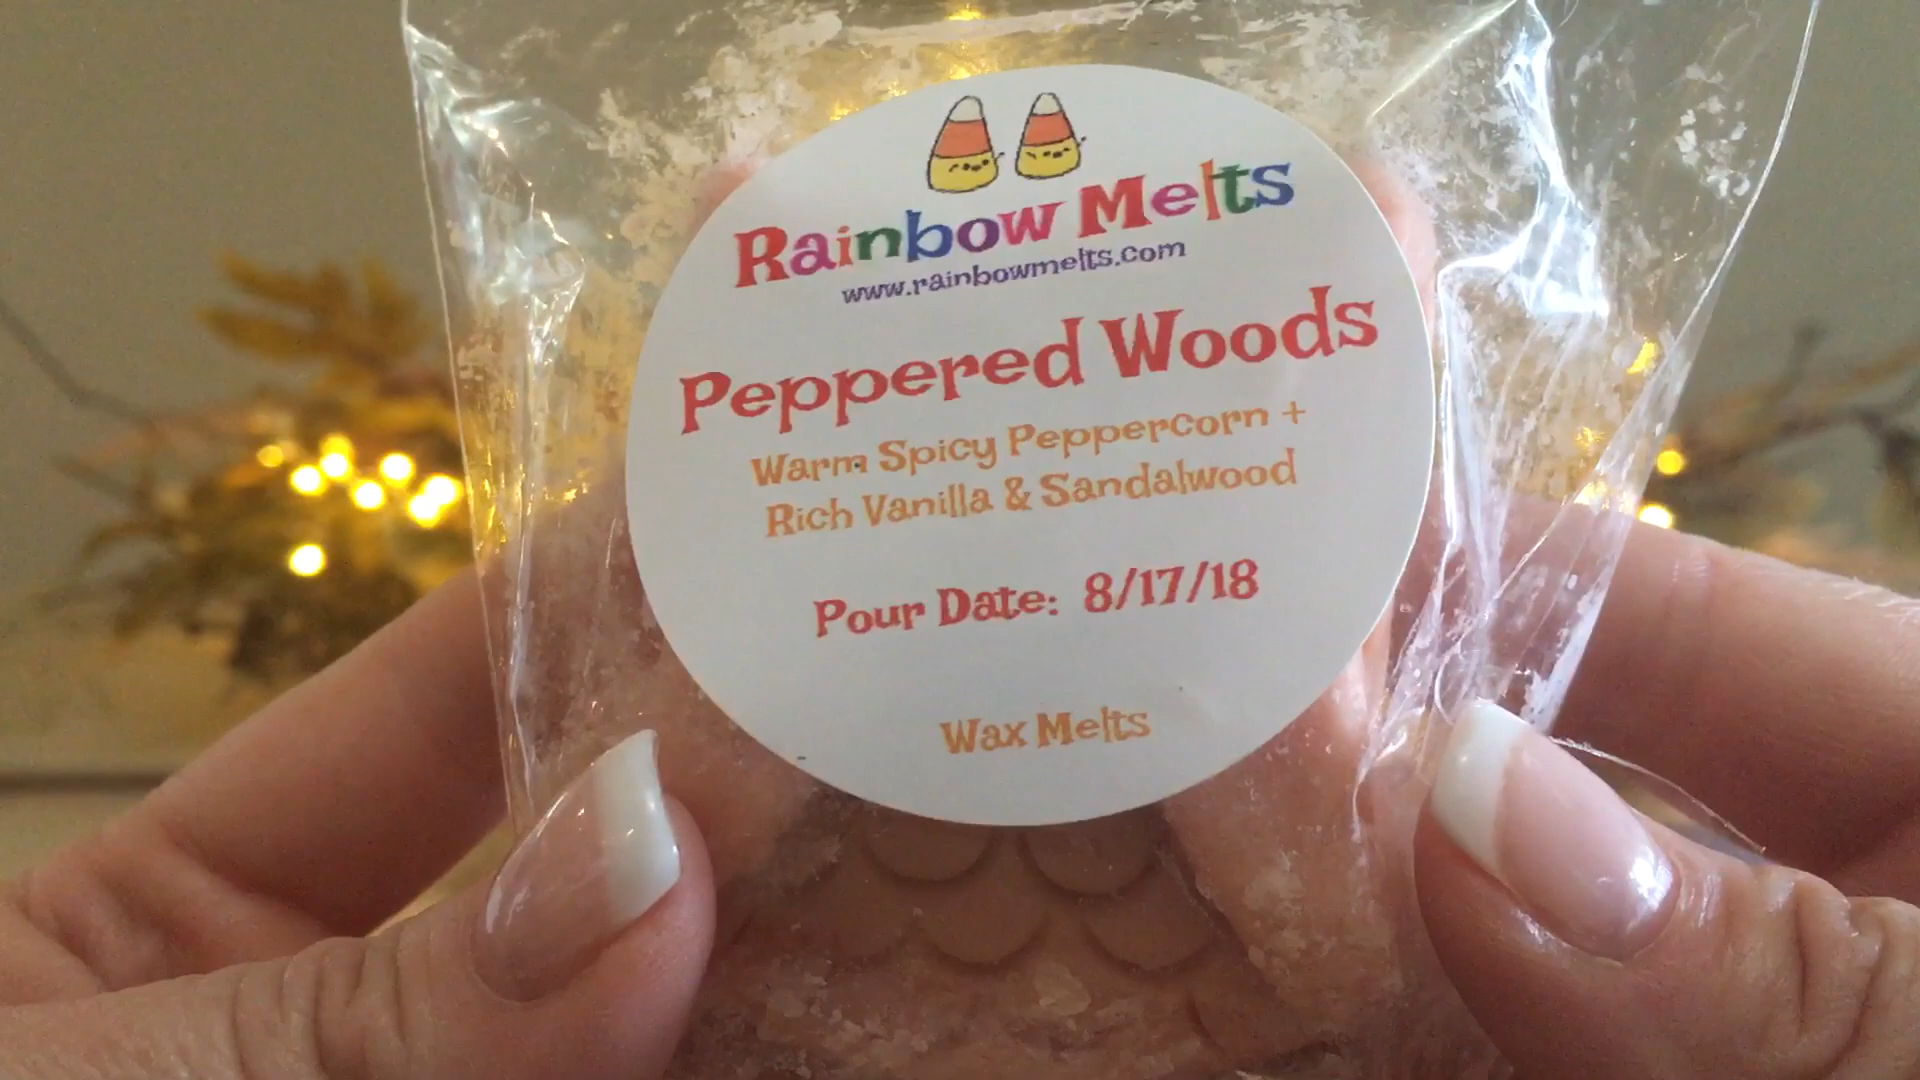 Rainbow Melts
www.rainbowmelts.com
Peppered Woods
Warm Spicy Peppercorn +
Rich Vanilla & Sandalwood
Pour Date: 8/17/18
Wax Melts